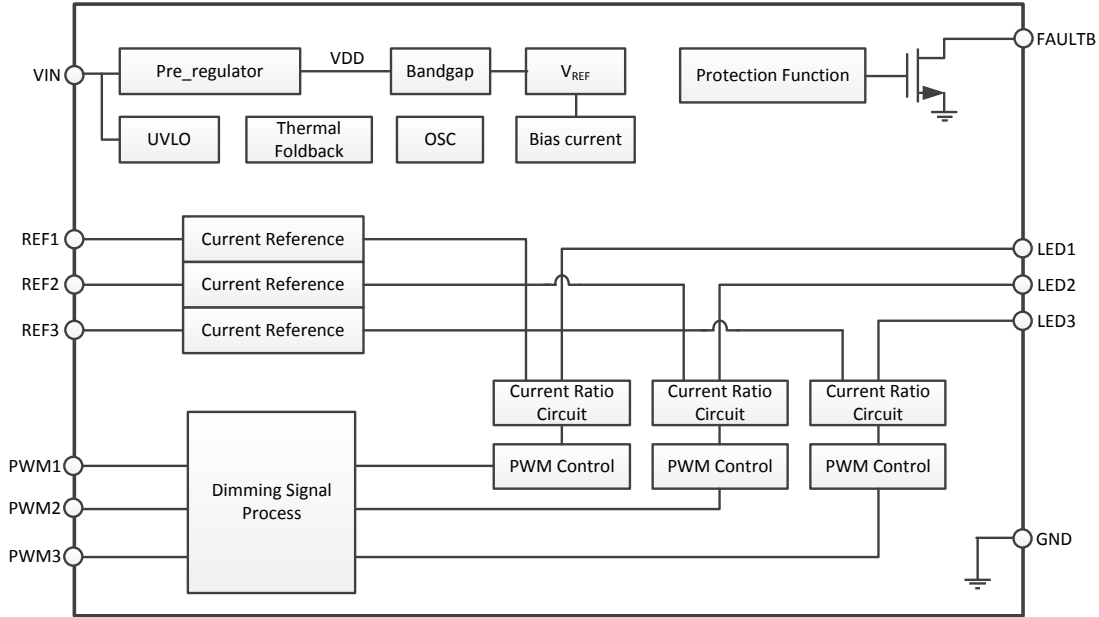 FAULTB
VIN
Pre_regulator
VDD
Bandgap
VREF
Protection Function
UVLO
Thermal
Foldback
OSC
Bias current
REF1
Current Reference
LED1
REF2
Current Reference
LED2
REF3
Current Reference
LED3
Current Ratio
Circuit
Current Ratio
Circuit
Current Ratio
Circuit
PWM1
PWM Control
PWM Control
PWM Control
Dimming Signal
Process
PWM2
PWM3
GND